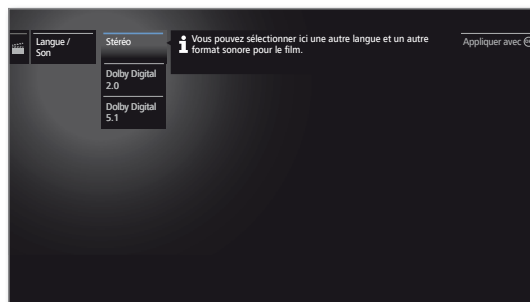 Langue /
Son
Stéréo
Dolby Digital
2.0
Dolby Digital
5.1
Vous pouvez sélectionner ici une autre langue et un autre
format sonore pour le film.
Appliquer avec